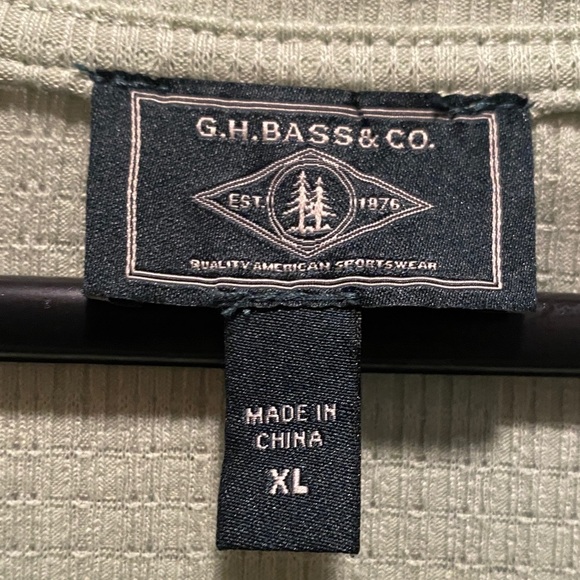 G.H.BASS & CO.
EST. 1876
QUALITY AMERICAN SPORTSWEAR
MADE IN
CHINA
XL